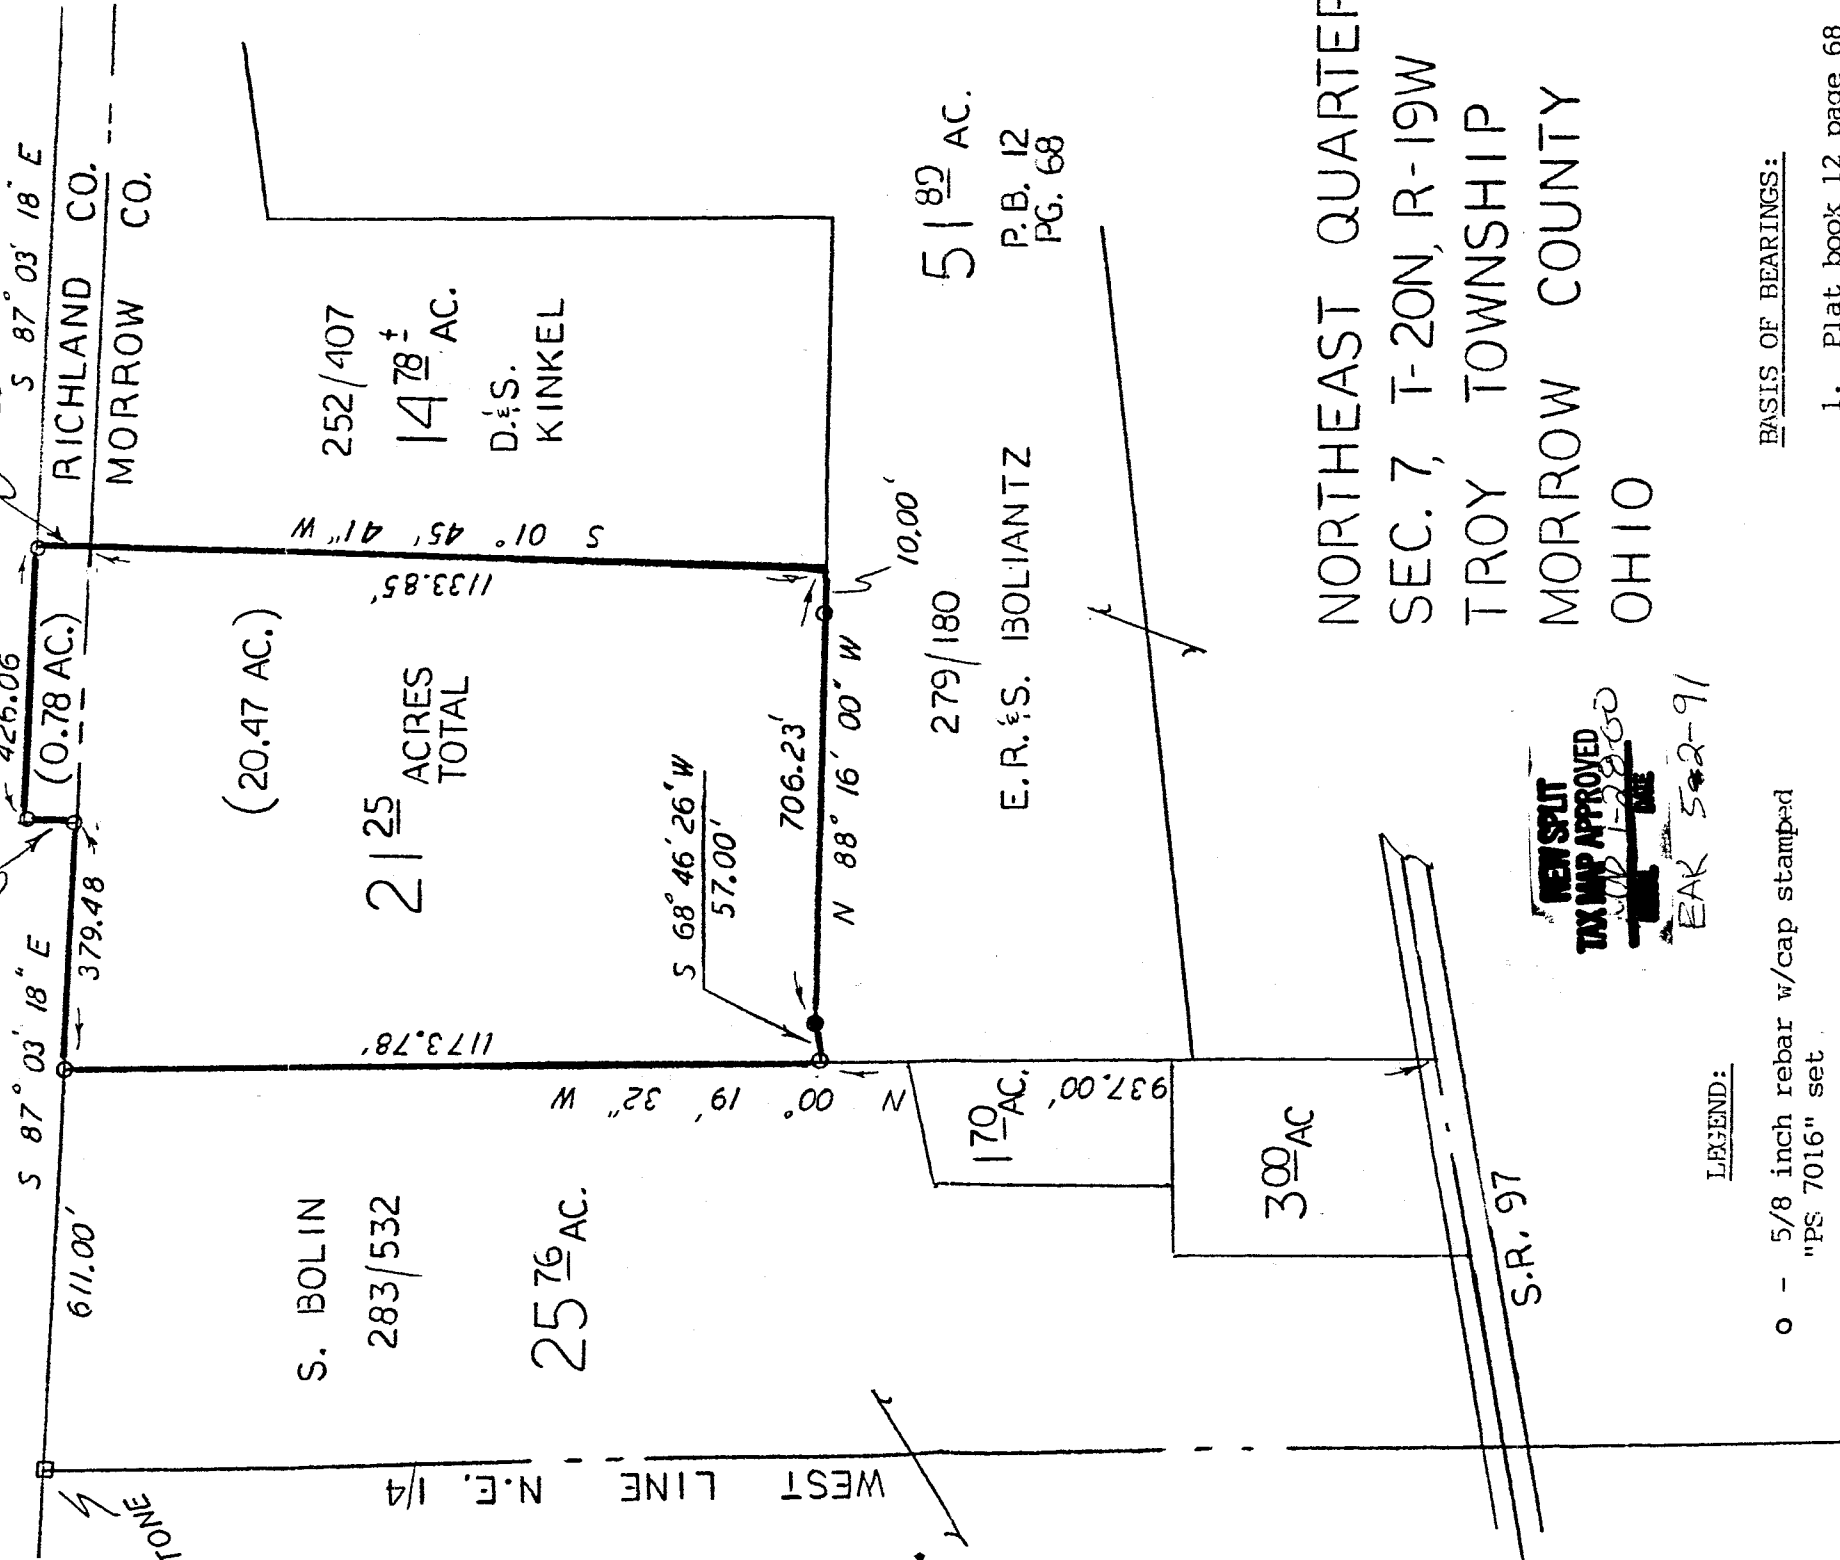 S 87° 03' 18" E
611.00'
S 87° 03' 18" E
379.48
426.06
(0.78 AC.)
RICHLAND CO.
MORROW CO.
S. BOLIN
283/532
25 76 AC.
N 00° 19' 32" W
1173.78'
(20.47 AC.)
21 25 ACRES
TOTAL
S 01° 45' 41" W
1133.85'
252/407
14 78 ± AC.
D. & S.
KINKEL
S 68° 46' 26" W
57.00'
706.23'
N 88° 16' 00" W
10.00'
279/180
E.R. & S. BOLIANTZ
51 89 AC.
P.B. 12
PG. 68
1 70 AC.
937.00'
3 00 AC
S.R. 97
WEST LINE N.E. 1/4
NORTHEAST QUARTER
SEC. 7, T-20N, R-19W
TROY TOWNSHIP
MORROW COUNTY
OHIO
NEW SPLIT
TAX MAP APPROVED
DATE
EAK 5-2-91
LEGEND:
o - 5/8 inch rebar w/cap stamped
"PS 7016" set
BASIS OF BEARINGS:
1. Plat book 12 page 68